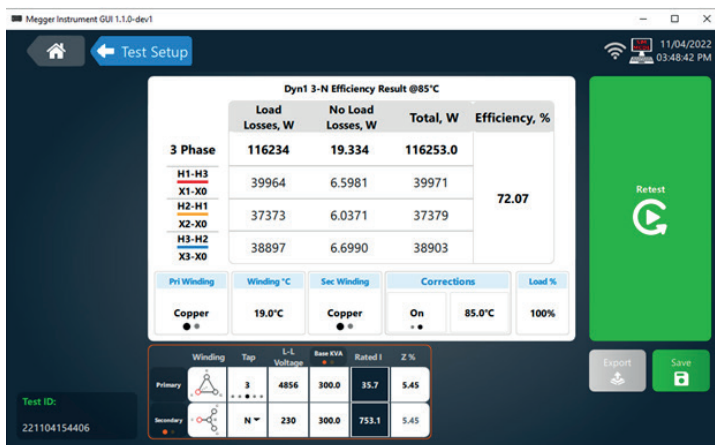 Megger Instrument GUI 1.1.0-dev1
Test Setup
11/04/2022
03:48:42 PM
Dyn1 3-N Efficiency Result @85°C
Load Losses, W No Load Losses, W Total, W Efficiency, %
3 Phase 116234 19.334 116253.0
H1-H3 X1-X0 39964 6.5981 39971
72.07
H2-H1 X2-X0 37373 6.0371 37379
H3-H2 X3-X0 38897 6.6990 38903
Retest
Pri Winding Winding °C Sec Winding Corrections Load %
Copper 19.0°C Copper On 85.0°C 100%
Winding Tap L-L Voltage Base KVA Rated I Z %
Primary 3 4856 300.0 35.7 5.45
Secondary N 230 300.0 753.1 5.45
Export Save
Test ID:
221104154406